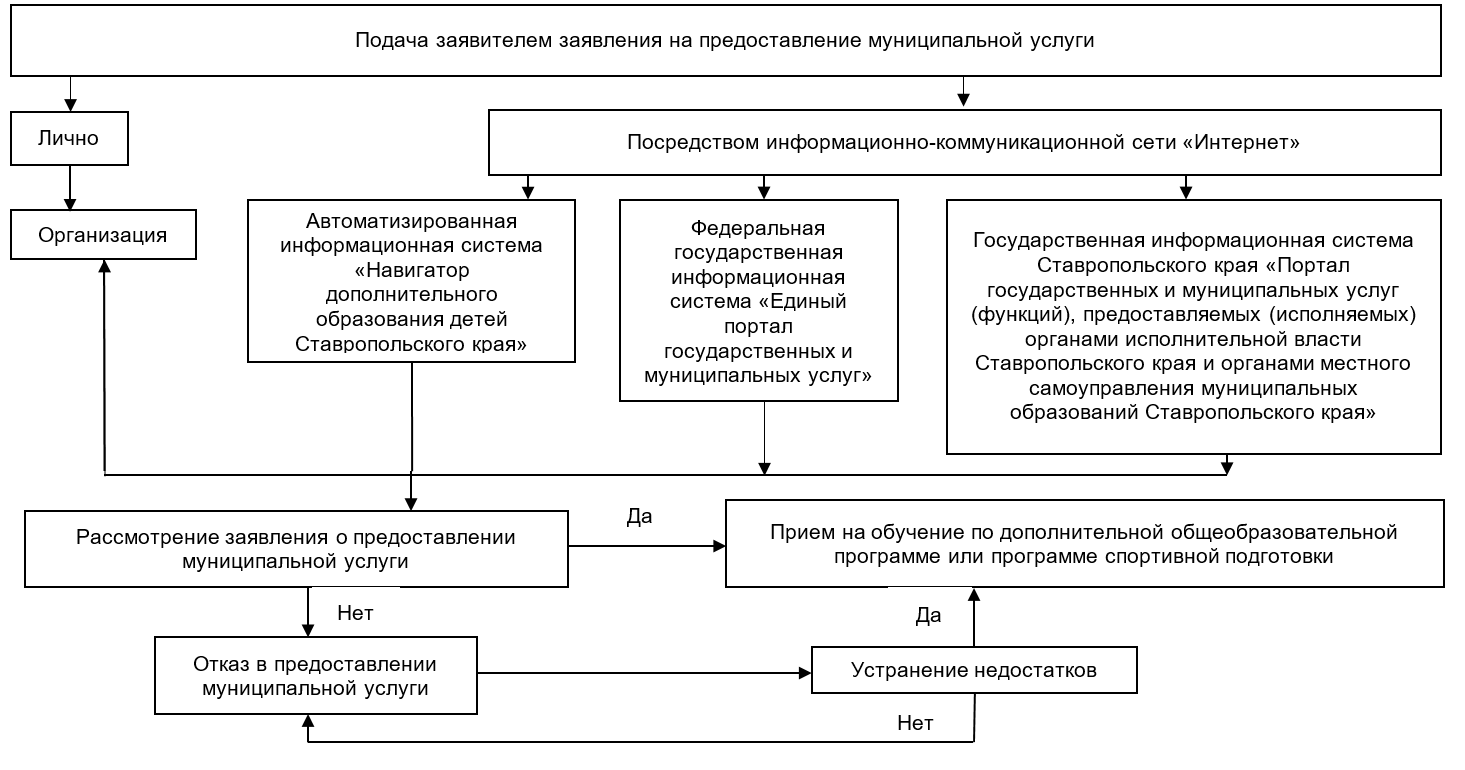 Подача заявителем заявления на предоставление муниципальной услуги
Лично
Посредством информационно-коммуникационной сети «Интернет»
Организация
Автоматизированная
информационная система
«Навигатор
дополнительного
образования детей
Ставропольского края»
Федеральная
государственная
информационная
система «Единый
портал
государственных и
муниципальных услуг»
Государственная информационная система
Ставропольского края «Портал
государственных и муниципальных услуг
(функций), предоставляемых (исполняемых)
органами исполнительной власти
Ставропольского края и органами местного
самоуправления муниципальных
образований Ставропольского края»
Рассмотрение заявления о предоставлении
муниципальной услуги
Да
Прием на обучение по дополнительной общеобразовательной
программе или программе спортивной подготовки
Нет
Да
Отказ в предоставлении
муниципальной услуги
Устранение недостатков
Нет